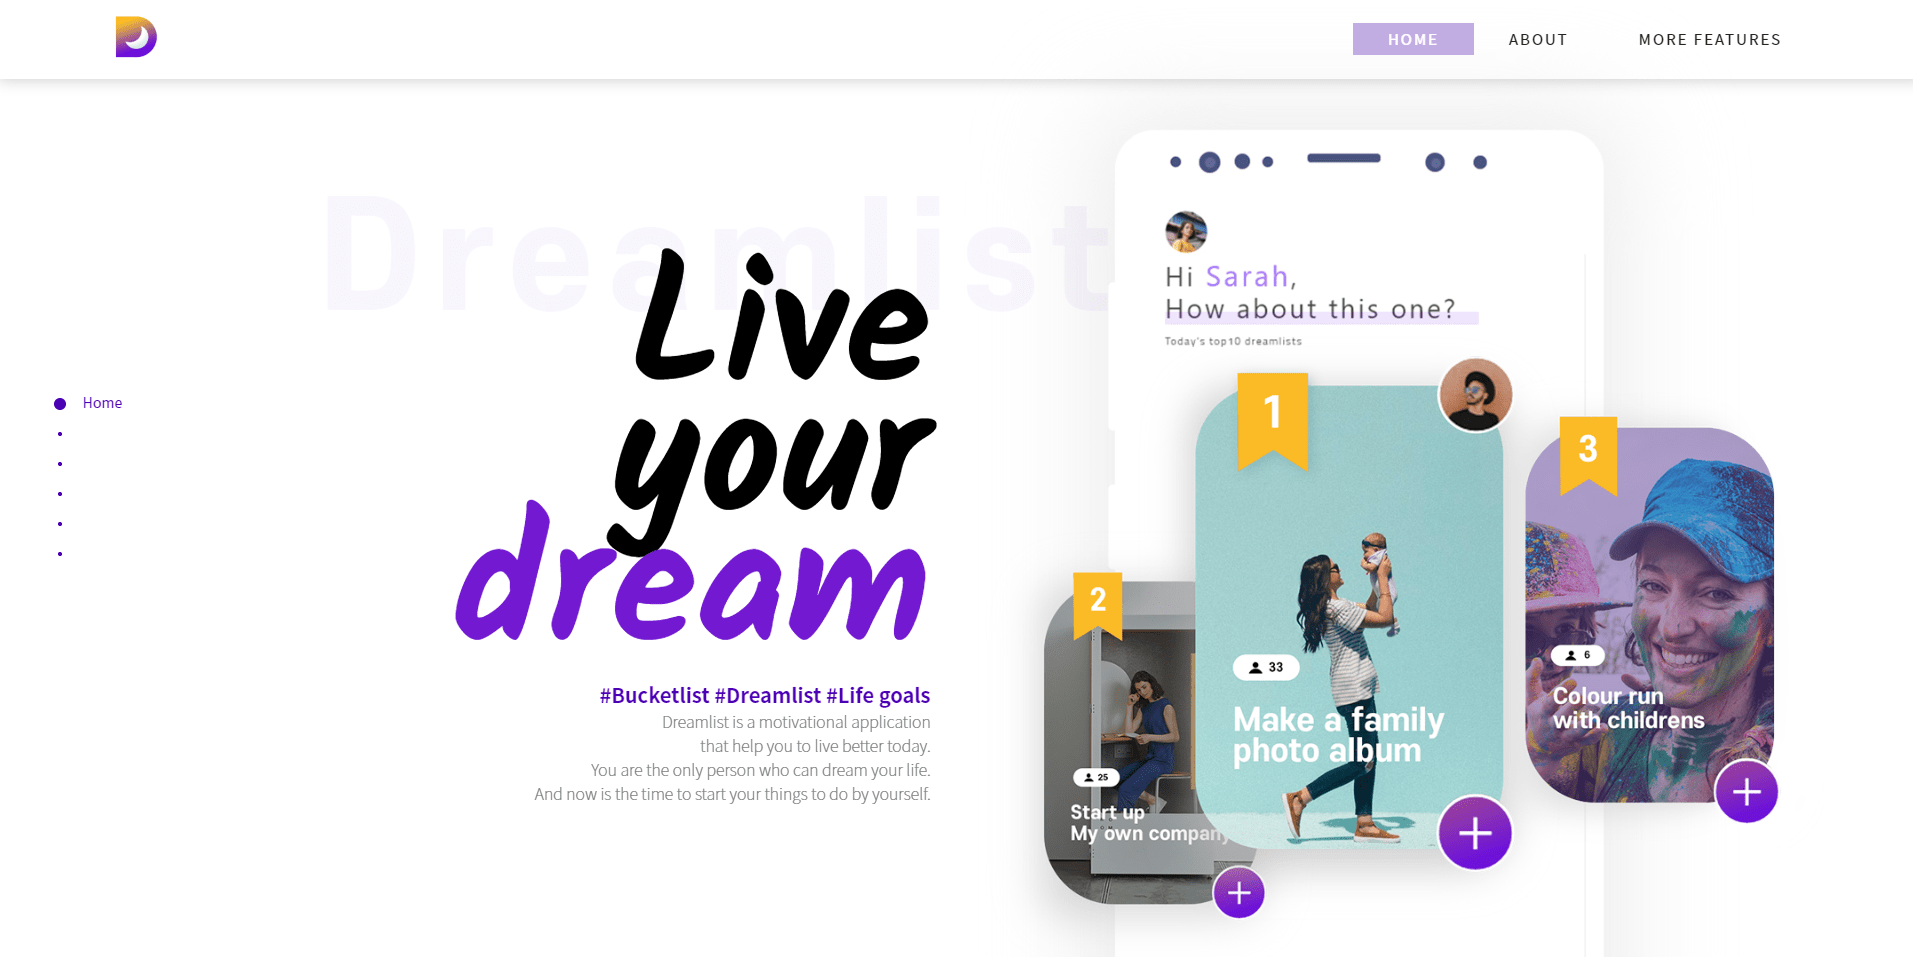 HOME
ABOUT
MORE FEATURES
Dreamlist
Live
your
dream
#Bucketlist #Dreamlist #Life goals
Dreamlist is a motivational application
that help you to live better today.
You are the only person who can dream your life.
And now is the time to start your things to do by yourself.
Home
Hi Sarah,
How about this one?
Today's top10 dreamlists
1
33
Make a family
photo album
2
25
Start up
My own company
3
6
Colour run
with childrens